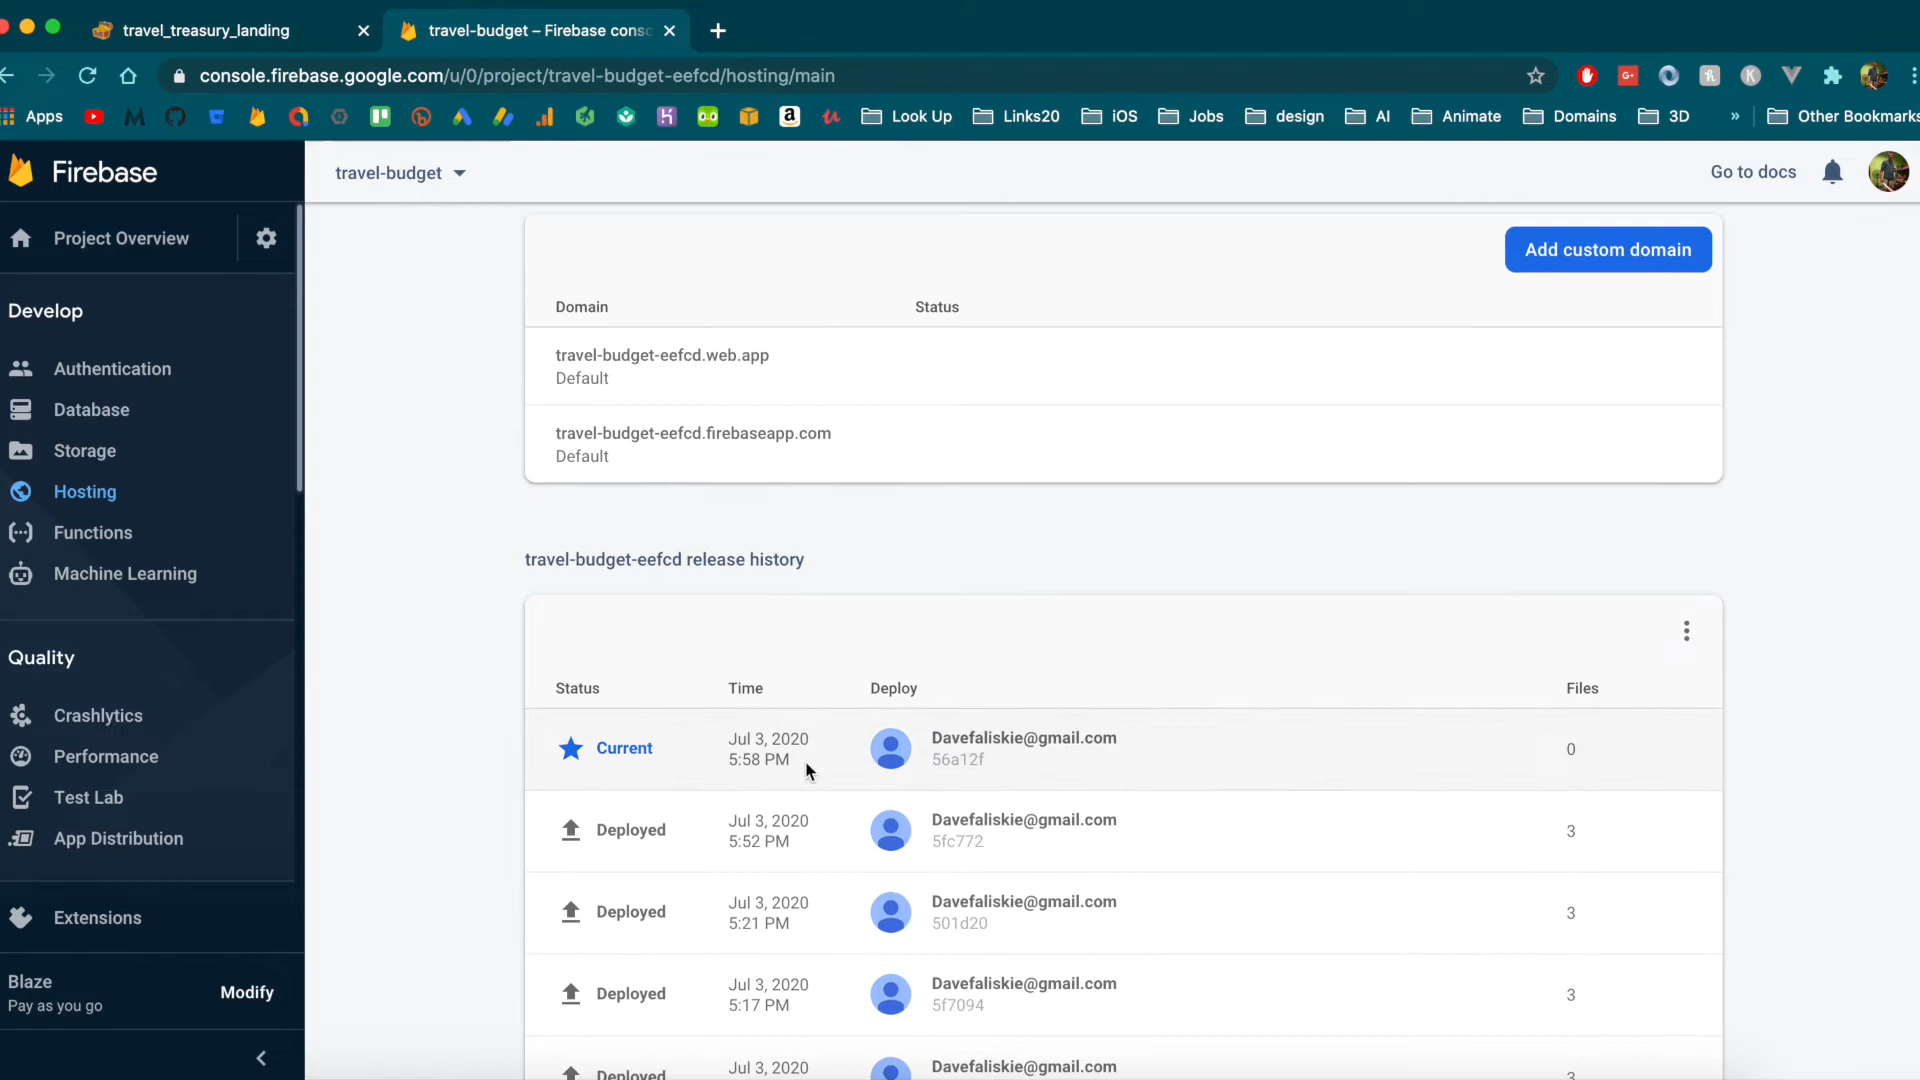 travel_treasury_landing
travel-budget – Firebase conso
console.firebase.google.com/u/0/project/travel-budget-eefcd/hosting/main
Apps
Look Up
Links20
iOS
Jobs
design
AI
Animate
Domains
3D
»
Other Bookmarks
Firebase
travel-budget
Go to docs
Project Overview
Add custom domain
Develop
Domain Status
Authentication
travel-budget-eefcd.web.app
Default
Database
travel-budget-eefcd.firebaseapp.com
Default
Storage
Hosting
Functions
Machine Learning
travel-budget-eefcd release history
Quality
Status Time Deploy Files
Crashlytics
Performance
Test Lab
App Distribution
Extensions
Blaze
Pay as you go
Modify
Current
Jul 3, 2020
5:58 PM
Davefaliskie@gmail.com
56a12f
0
Deployed
Jul 3, 2020
5:52 PM
Davefaliskie@gmail.com
5fc772
3
Deployed
Jul 3, 2020
5:21 PM
Davefaliskie@gmail.com
501d20
3
Deployed
Jul 3, 2020
5:17 PM
Davefaliskie@gmail.com
5f7094
3
Deployed
Jul 3, 2020
Davefaliskie@gmail.com
3